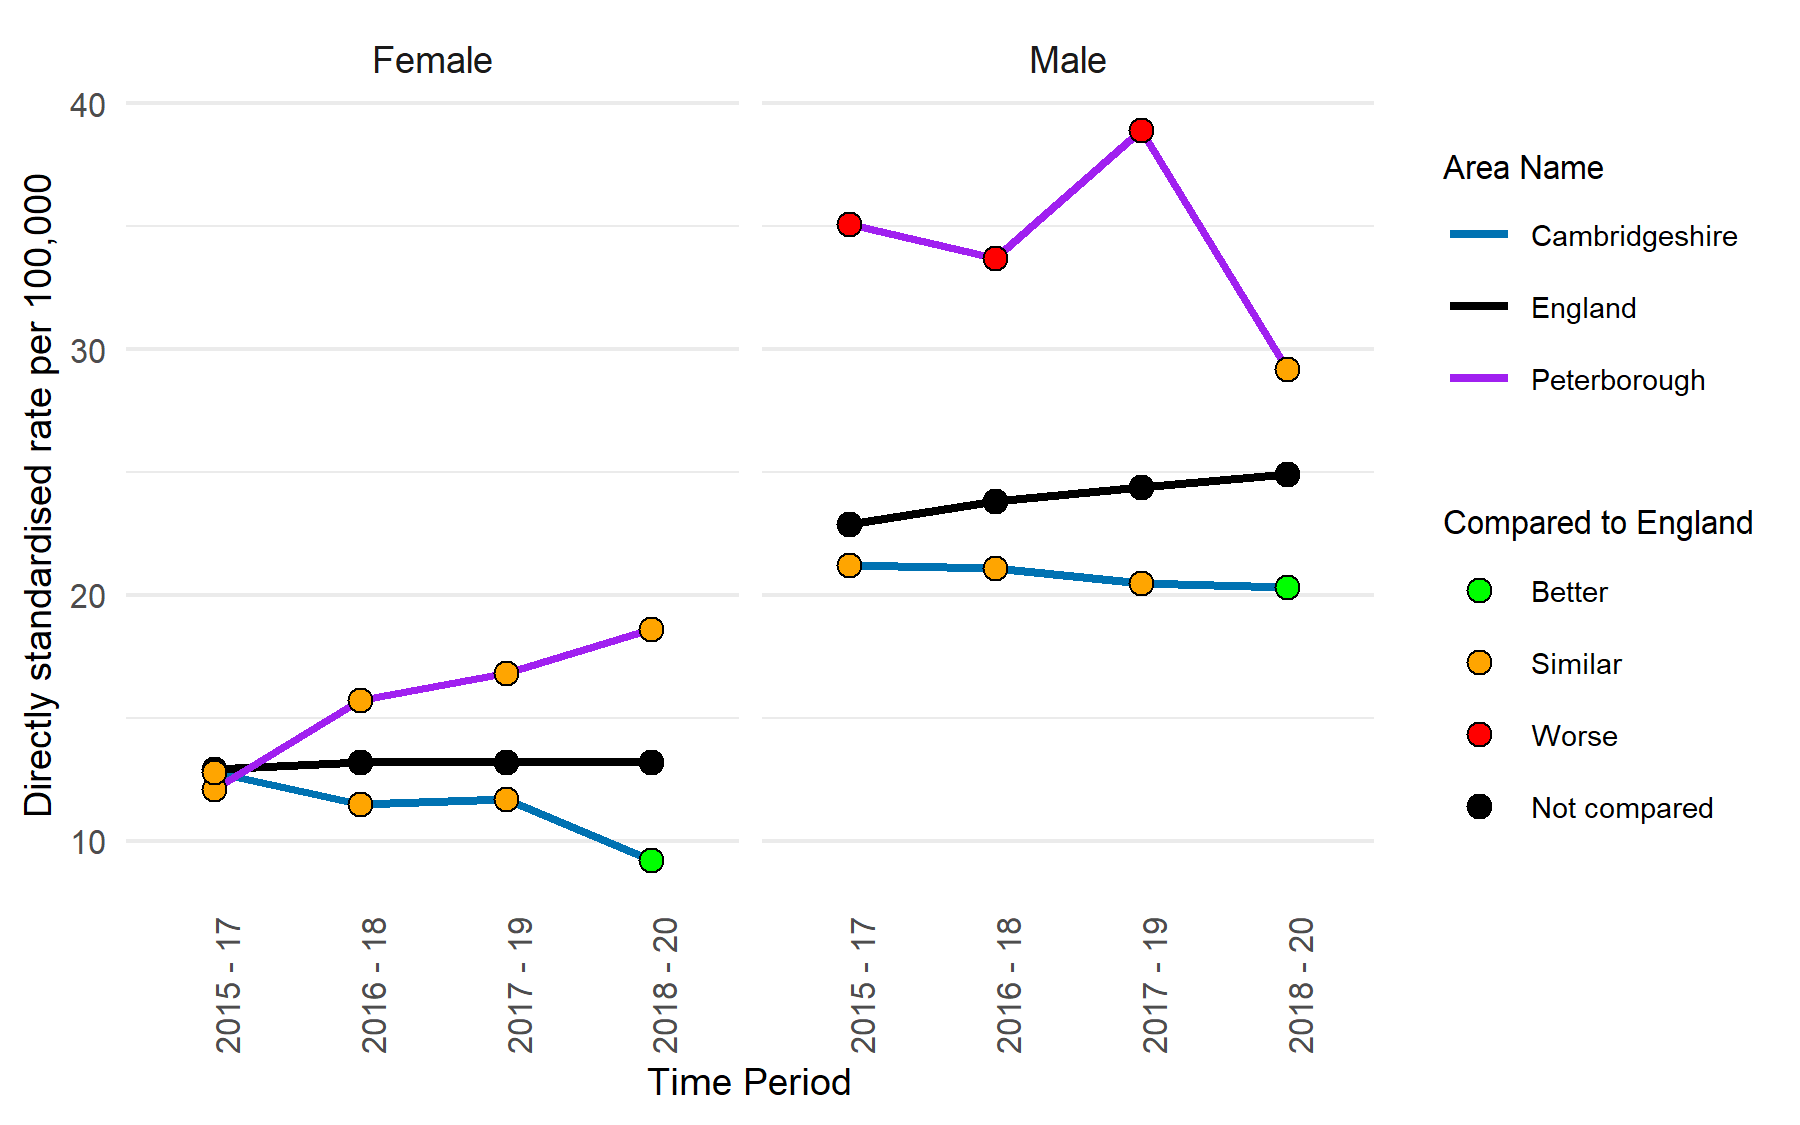 Female
Male
40
30
20
10
Directly standardised rate per 100,000
2015 - 17
2016 - 18
2017 - 19
2018 - 20
2015 - 17
2016 - 18
2017 - 19
2018 - 20
Time Period
Area Name
Cambridgeshire
England
Peterborough
Compared to England
Better
Similar
Worse
Not compared